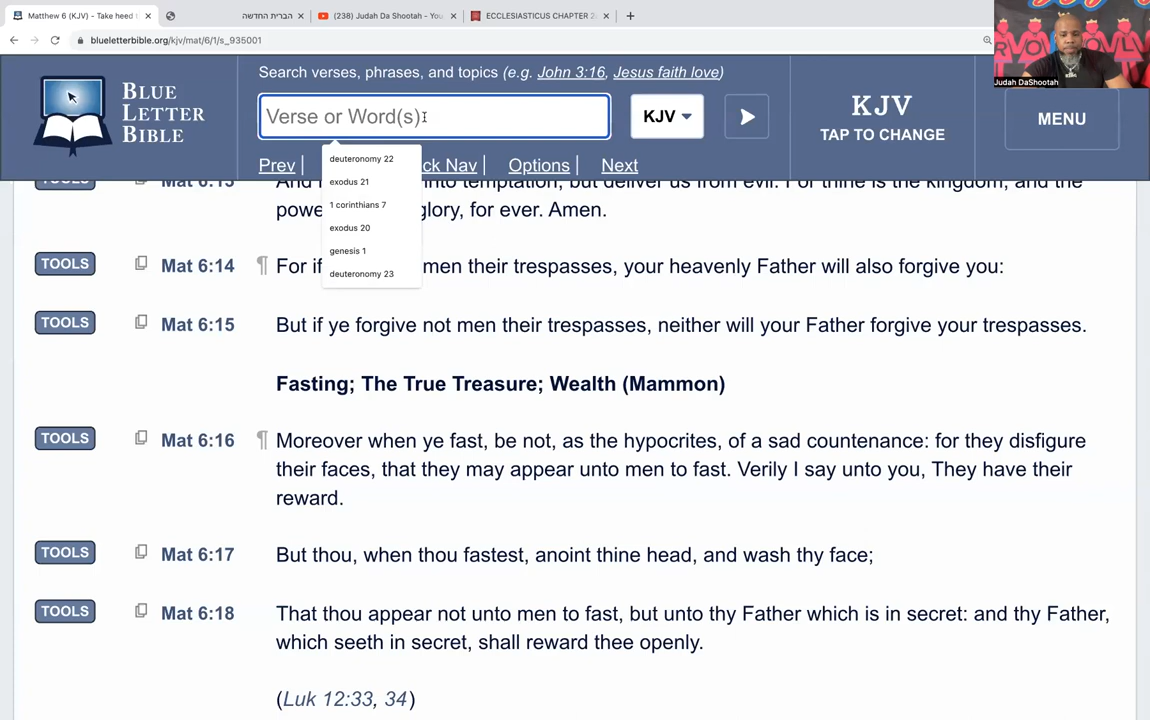 Matthew 6 (KJV) - Take heed t
הברית החדשה
(238) Judah Da Shootah - You
ECCLESIASTICUS CHAPTER 2
blueletterbible.org/kjv/mat/6/1/s_935001
Judah DaShootah
BLUE
LETTER
BIBLE
Search verses, phrases, and topics (e.g. John 3:16, Jesus faith love)
Verse or Word(s)
KJV
KJV
TAP TO CHANGE
MENU
Prev | ck Nav | Options | Next
deuteronomy 22
exodus 21
1 corinthians 7
exodus 20
genesis 1
deuteronomy 23
into temptation, but deliver us from evil: For thine is the kingdom, and the
powe glory, for ever. Amen.
TOOLS Mat 6:14 ¶ For if men their trespasses, your heavenly Father will also forgive you:
TOOLS Mat 6:15 But if ye forgive not men their trespasses, neither will your Father forgive your trespasses.
Fasting; The True Treasure; Wealth (Mammon)
TOOLS Mat 6:16 ¶ Moreover when ye fast, be not, as the hypocrites, of a sad countenance: for they disfigure
their faces, that they may appear unto men to fast. Verily I say unto you, They have their
reward.
TOOLS Mat 6:17 But thou, when thou fastest, anoint thine head, and wash thy face;
TOOLS Mat 6:18 That thou appear not unto men to fast, but unto thy Father which is in secret: and thy Father,
which seeth in secret, shall reward thee openly.
(Luk 12:33, 34)